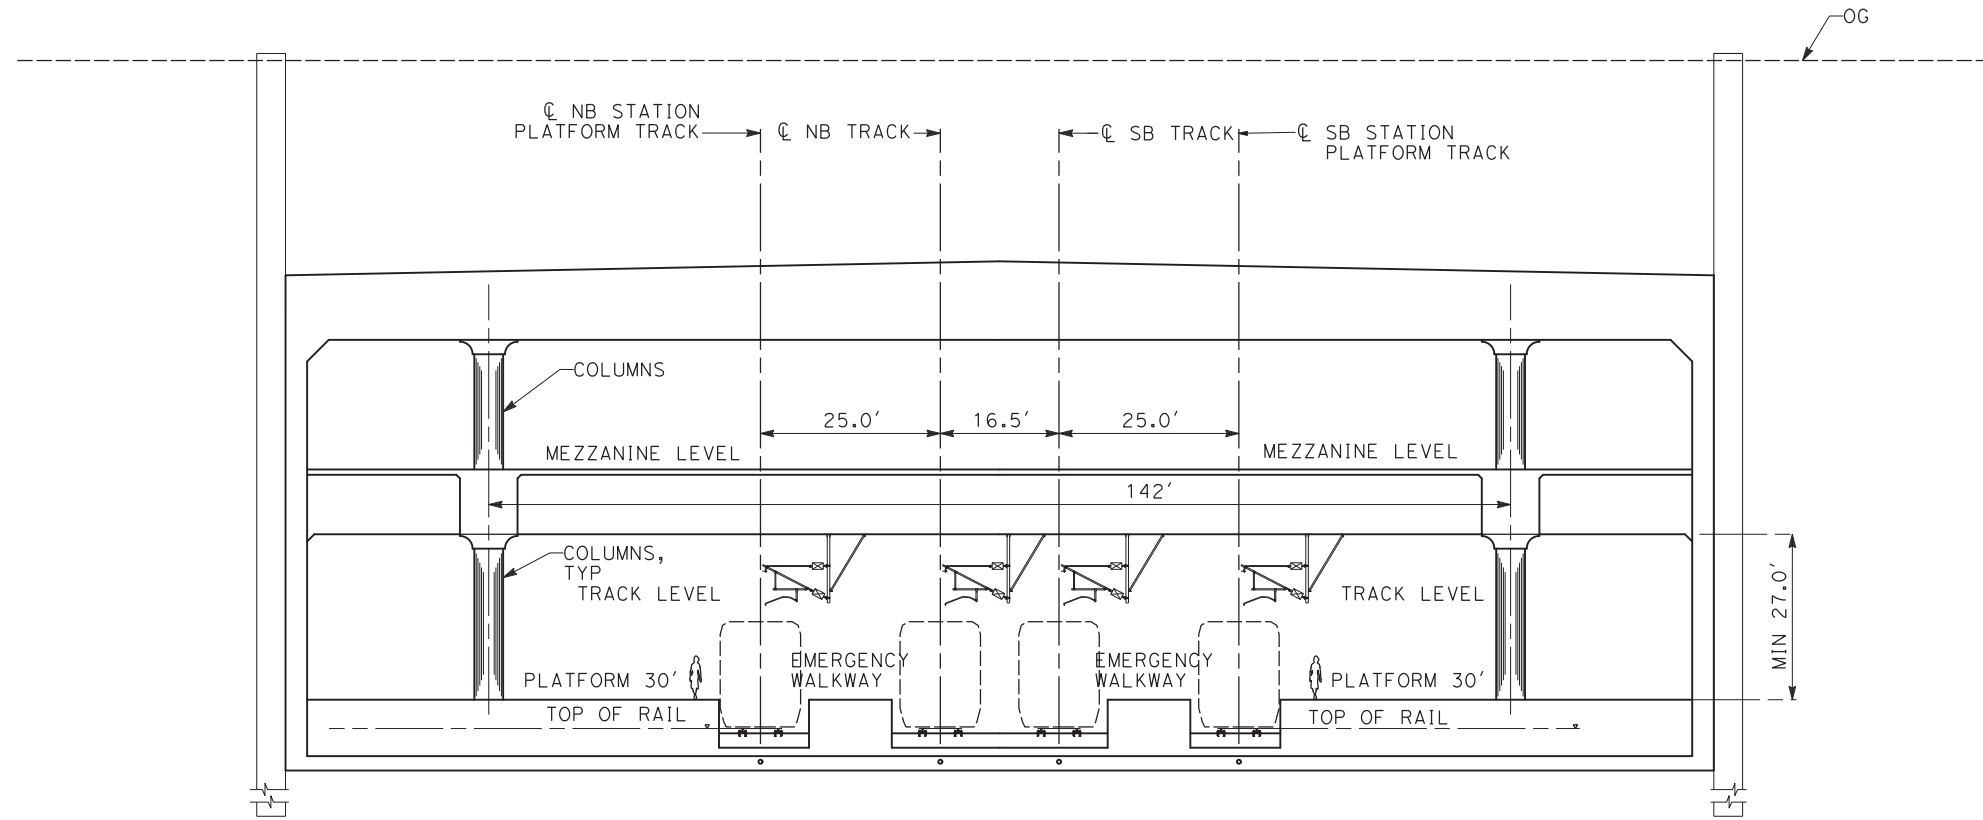 OG
℄ NB STATION
PLATFORM TRACK
℄ NB TRACK
℄ SB TRACK
℄ SB STATION
PLATFORM TRACK
COLUMNS
25.0'
16.5'
25.0'
MEZZANINE LEVEL
MEZZANINE LEVEL
142'
COLUMNS,
TYP
TRACK LEVEL
TRACK LEVEL
MIN 27.0'
EMERGENCY
WALKWAY
EMERGENCY
WALKWAY
PLATFORM 30'
PLATFORM 30'
TOP OF RAIL
TOP OF RAIL